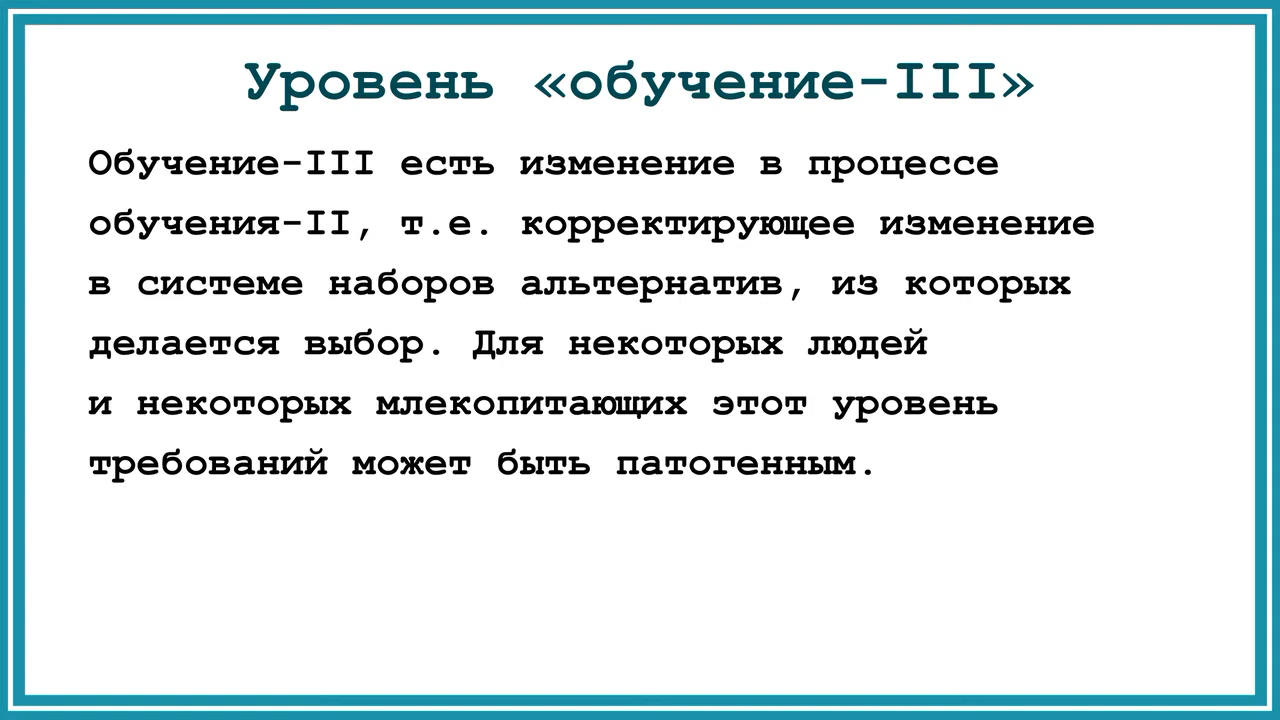 Уровень «обучение-III»
Обучение-III есть изменение в процессе
обучения-II, т.е. корректирующее изменение
в системе наборов альтернатив, из которых
делается выбор. Для некоторых людей
и некоторых млекопитающих этот уровень
требований может быть патогенным.